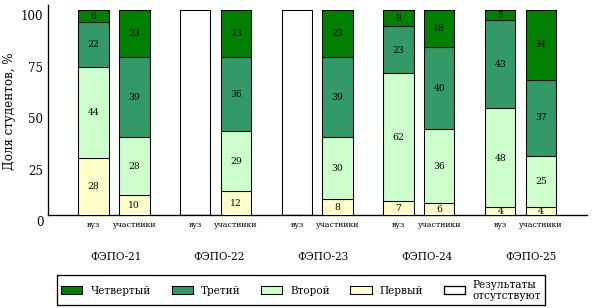 Доля студентов, %
100
75
50
25
0
6 23 23 23 8 18 5 34
22 39 36 39 23 40 43 37
44 28 29 30 62 36 48 25
28 10 12 8 7 6 4 4
вуз участники вуз участники вуз участники вуз участники вуз участники
ФЭПО-21 ФЭПО-22 ФЭПО-23 ФЭПО-24 ФЭПО-25
Четвертый Третий Второй Первый Результаты
отсутствуют